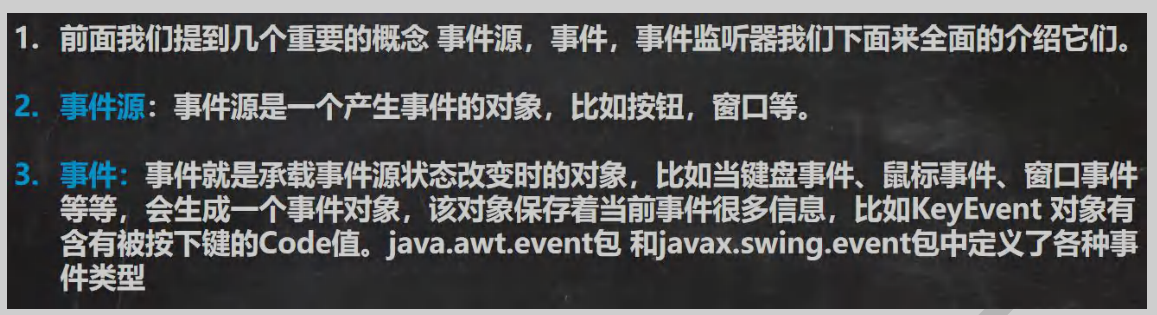 1. 前面我们提到几个重要的概念 事件源，事件，事件监听器我们下面来全面的介绍它们。
2. 事件源：事件源是一个产生事件的对象，比如按钮，窗口等。
3. 事件：事件就是承载事件源状态改变时的对象，比如当键盘事件、鼠标事件、窗口事件
等等，会生成一个事件对象，该对象保存着当前事件很多信息，比如KeyEvent 对象有
含有被按下键的Code值。java.awt.event包 和javax.swing.event包中定义了各种事
件类型